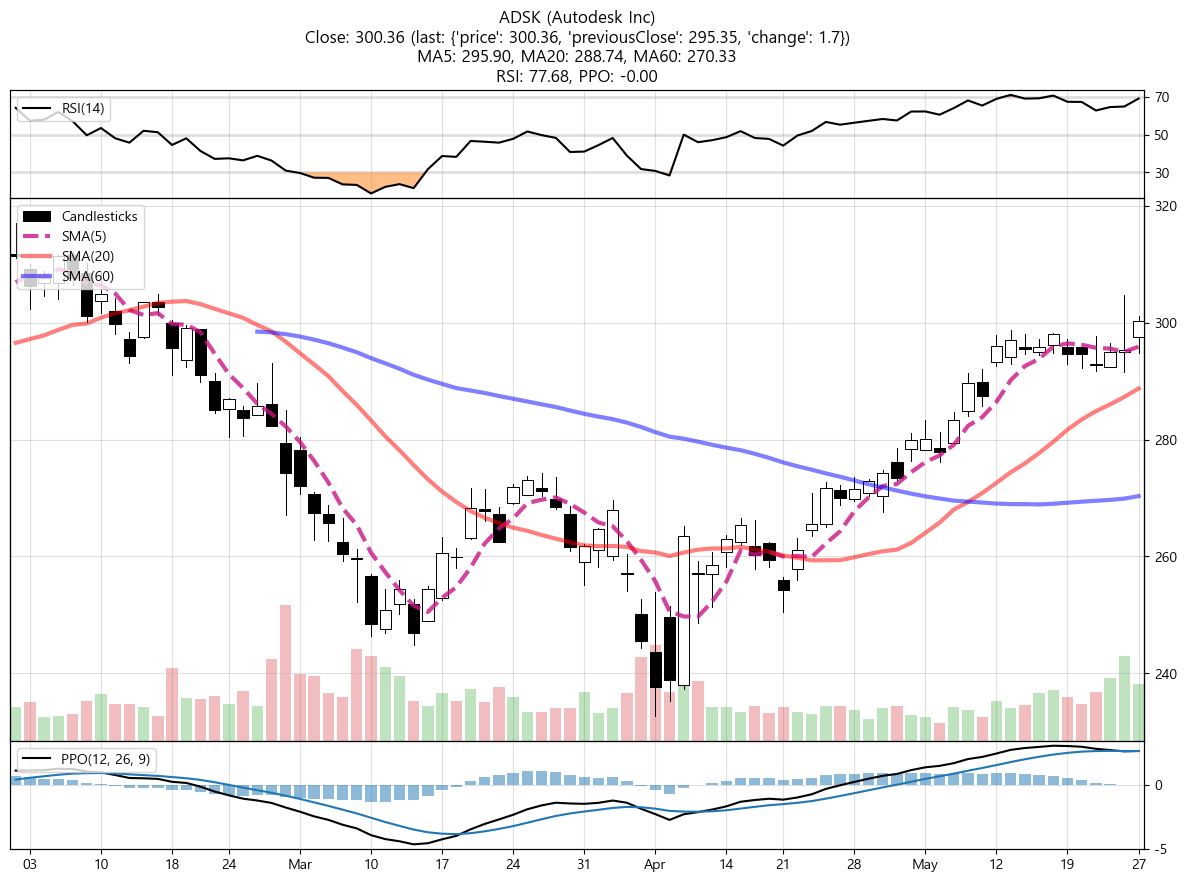 ADSK (Autodesk Inc)
Close: 300.36 (last: {'price': 300.36, 'previousClose': 295.35, 'change': 1.7})
MA5: 295.90, MA20: 288.74, MA60: 270.33
RSI: 77.68, PPO: -0.00
RSI(14)
70
50
30
Candlesticks
SMA(5)
SMA(20)
SMA(60)
320
300
280
260
240
PPO(12, 26, 9)
0
-5
03 10 18 24 Mar 10 17 24 31 Apr 14 21 28 May 12 19 27